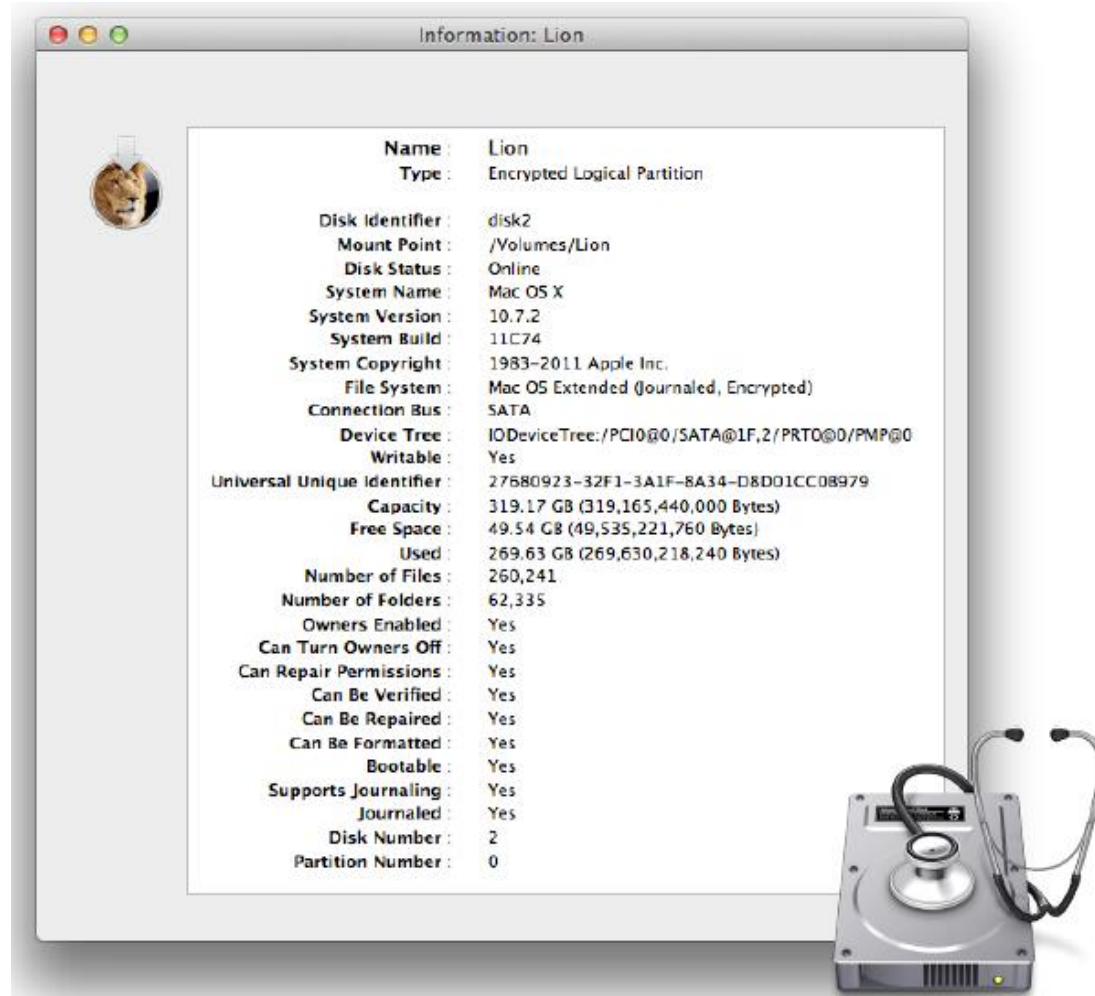 Information: Lion
Name : Lion
Type : Encrypted Logical Partition
Disk Identifier : disk2
Mount Point : /Volumes/Lion
Disk Status : Online
System Name : Mac OS X
System Version : 10.7.2
System Build : 11C74
System Copyright : 1983–2011 Apple Inc.
File System : Mac OS Extended (Journaled, Encrypted)
Connection Bus : SATA
Device Tree : IODeviceTree:/PCI0@0/SATA@1F,2/PRT0@0/PMP@0
Writable : Yes
Universal Unique Identifier : 27680923-32F1-3A1F-8A34-D8D01CC08979
Capacity : 319.17 GB (319,165,440,000 Bytes)
Free Space : 49.54 GB (49,535,221,760 Bytes)
Used : 269.63 GB (269,630,218,240 Bytes)
Number of Files : 260,241
Number of Folders : 62,335
Owners Enabled : Yes
Can Turn Owners Off : Yes
Can Repair Permissions : Yes
Can Be Verified : Yes
Can Be Repaired : Yes
Can Be Formatted : Yes
Bootable : Yes
Supports Journaling : Yes
Journaled : Yes
Disk Number : 2
Partition Number : 0